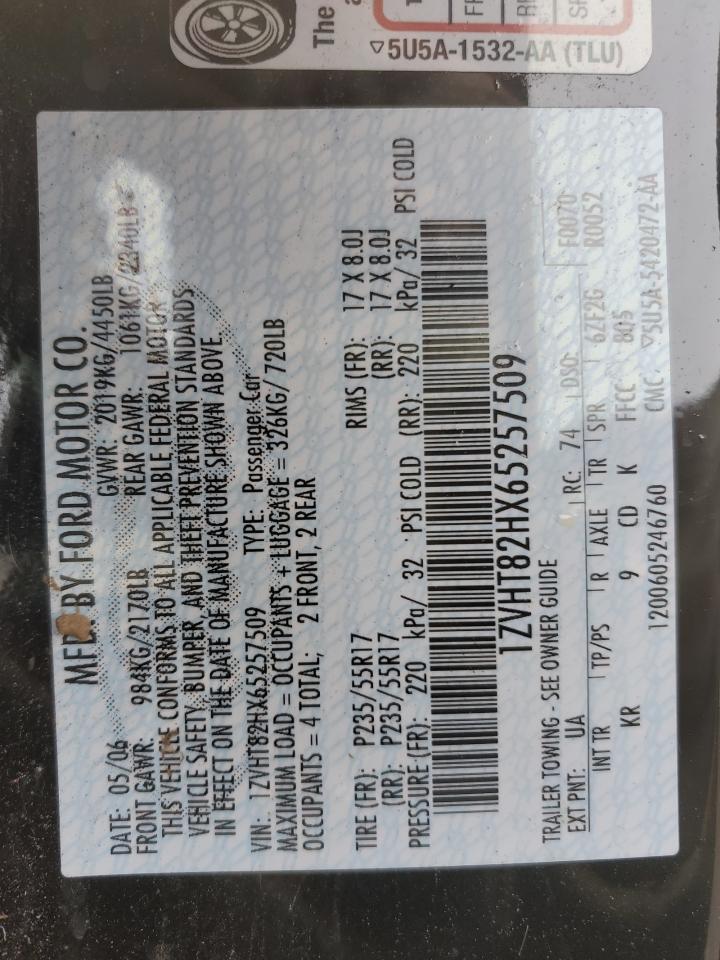 The
▽5U5A-1532-AA (TLU)
MFD. BY FORD MOTOR CO.
DATE: 05/06 GVWR: 2019KG/4450LB
FRONT GAWR: 984KG/2170LB REAR GAWR: 1061KG/2340LB
THIS VEHICLE CONFORMS TO ALL APPLICABLE FEDERAL MOTOR
VEHICLE SAFETY, BUMPER, AND THEFT PREVENTION STANDARDS
IN EFFECT ON THE DATE OF MANUFACTURE SHOWN ABOVE.
VIN: 1ZVHT82HX65257509 TYPE: Passenger Car
MAXIMUM LOAD = OCCUPANTS + LUGGAGE = 326KG/ 720LB
OCCUPANTS = 4 TOTAL; 2 FRONT, 2 REAR
TIRE (FR): P235/55R17 RIMS (FR): 17 X 8.0J
(RR): P235/55R17 (RR): 17 X 8.0J
PRESSURE (FR): 220 kPa/ 32 PSI COLD (RR): 220 kPa/ 32 PSI COLD
1ZVHT82HX65257509
TRAILER TOWING - SEE OWNER GUIDE
EXT PNT: UA RC: 74 DSO: F0070
INT TR TP/PS R AXLE TR SPR 6ZF2G R0052
KR 9 CD K FFCC 805
1200605246760 CMC ▽5U5A-5420472-AA